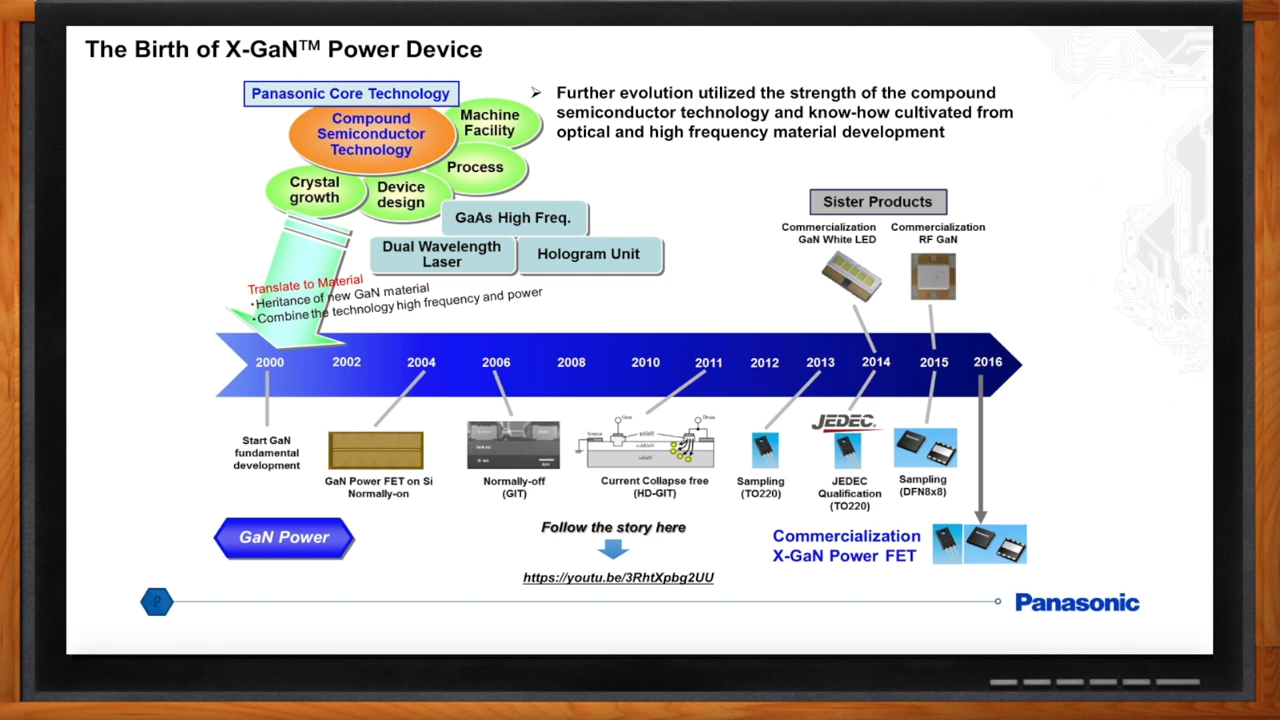 The Birth of X-GaN™ Power Device
Panasonic Core Technology
Compound
Semiconductor
Technology
Machine
Facility
Process
Crystal
growth
Device
design
GaAs High Freq.
Dual Wavelength
Laser
Hologram Unit
➢ Further evolution utilized the strength of the compound
semiconductor technology and know-how cultivated from
optical and high frequency material development
Sister Products
Commercialization
GaN White LED
Commercialization
RF GaN
Translate to Material
・Heritance of new GaN material
・Combine the technology high frequency and power
2000 2002 2004 2006 2008 2010 2011 2012 2013 2014 2015 2016
Start GaN
fundamental
development
GaN Power FET on Si
Normally-on
Normally-off
(GIT)
Current Collapse free
(HD-GIT)
Sampling
(TO220)
JEDEC.
JEDEC
Qualification
(TO220)
Sampling
(DFN8x8)
GaN Power
Follow the story here
https://youtu.be/3RhtXpbg2UU
Commercialization
X-GaN Power FET
P
Panasonic